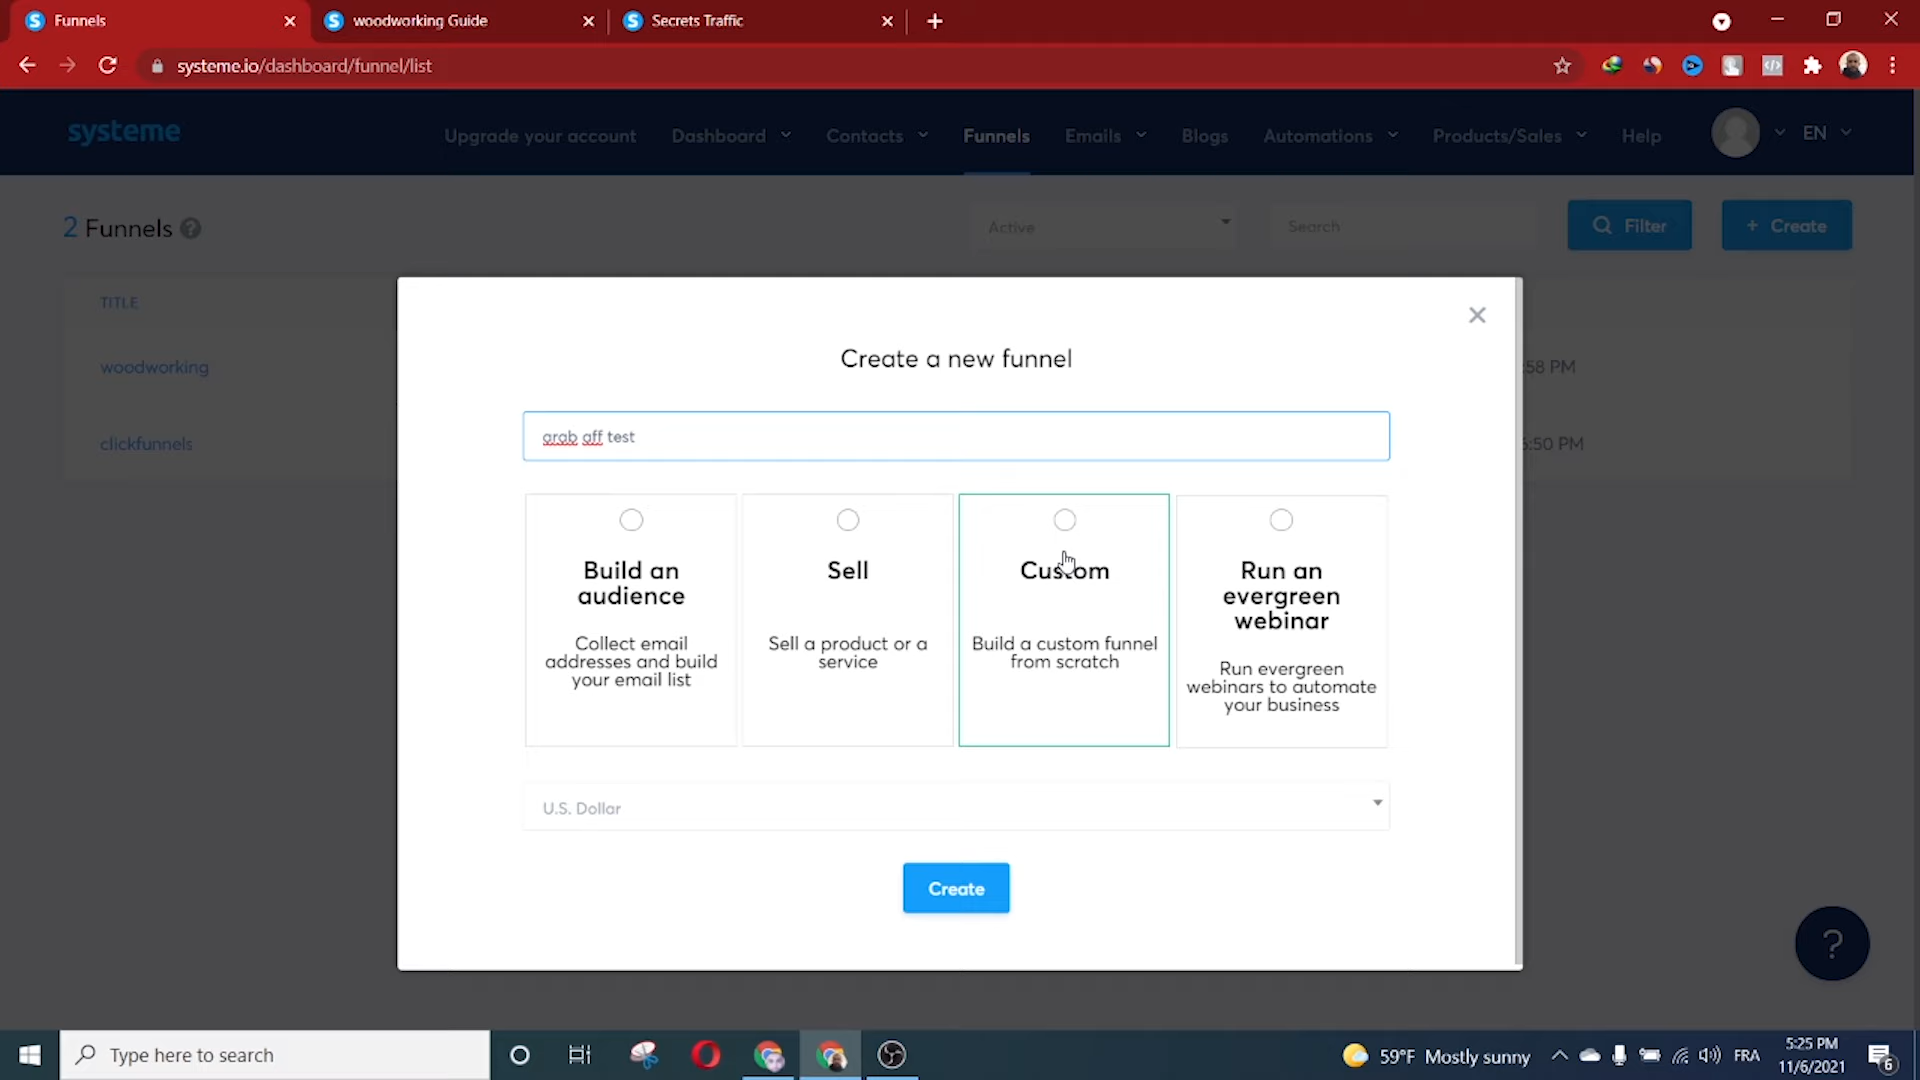 Funnels
woodworking Guide
Secrets Traffic
systeme.io/dashboard/funnel/list
systeme
Upgrade your account
Dashboard
Contacts
Funnels
Emails
Blogs
Automations
Products/Sales
Help
EN
2 Funnels ?
Active
Search
Filter
+ Create
TITLE
woodworking
:58 PM
clickfunnels
:50 PM
Create a new funnel
arab aff test
Build an
audience
Collect email
addresses and build
your email list
Sell
Sell a product or a
service
Custom
Build a custom funnel
from scratch
Run an
evergreen
webinar
Run evergreen
webinars to automate
your business
U.S. Dollar
Create
?
Type here to search
59°F Mostly sunny
FRA
5:25 PM
11/6/2021
6